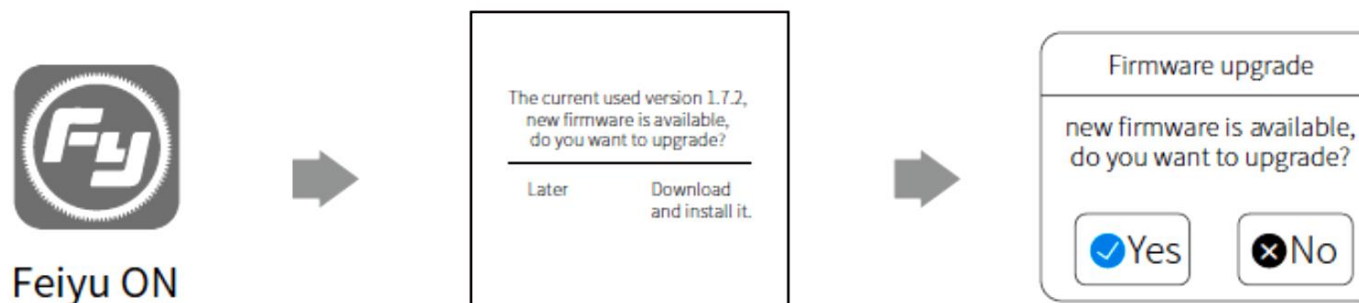 Fy
Feiyu ON
The current used version 1.7.2,
new firmware is available,
do you want to upgrade?
Later
Download
and install it.
Firmware upgrade
new firmware is available,
do you want to upgrade?
Yes
No